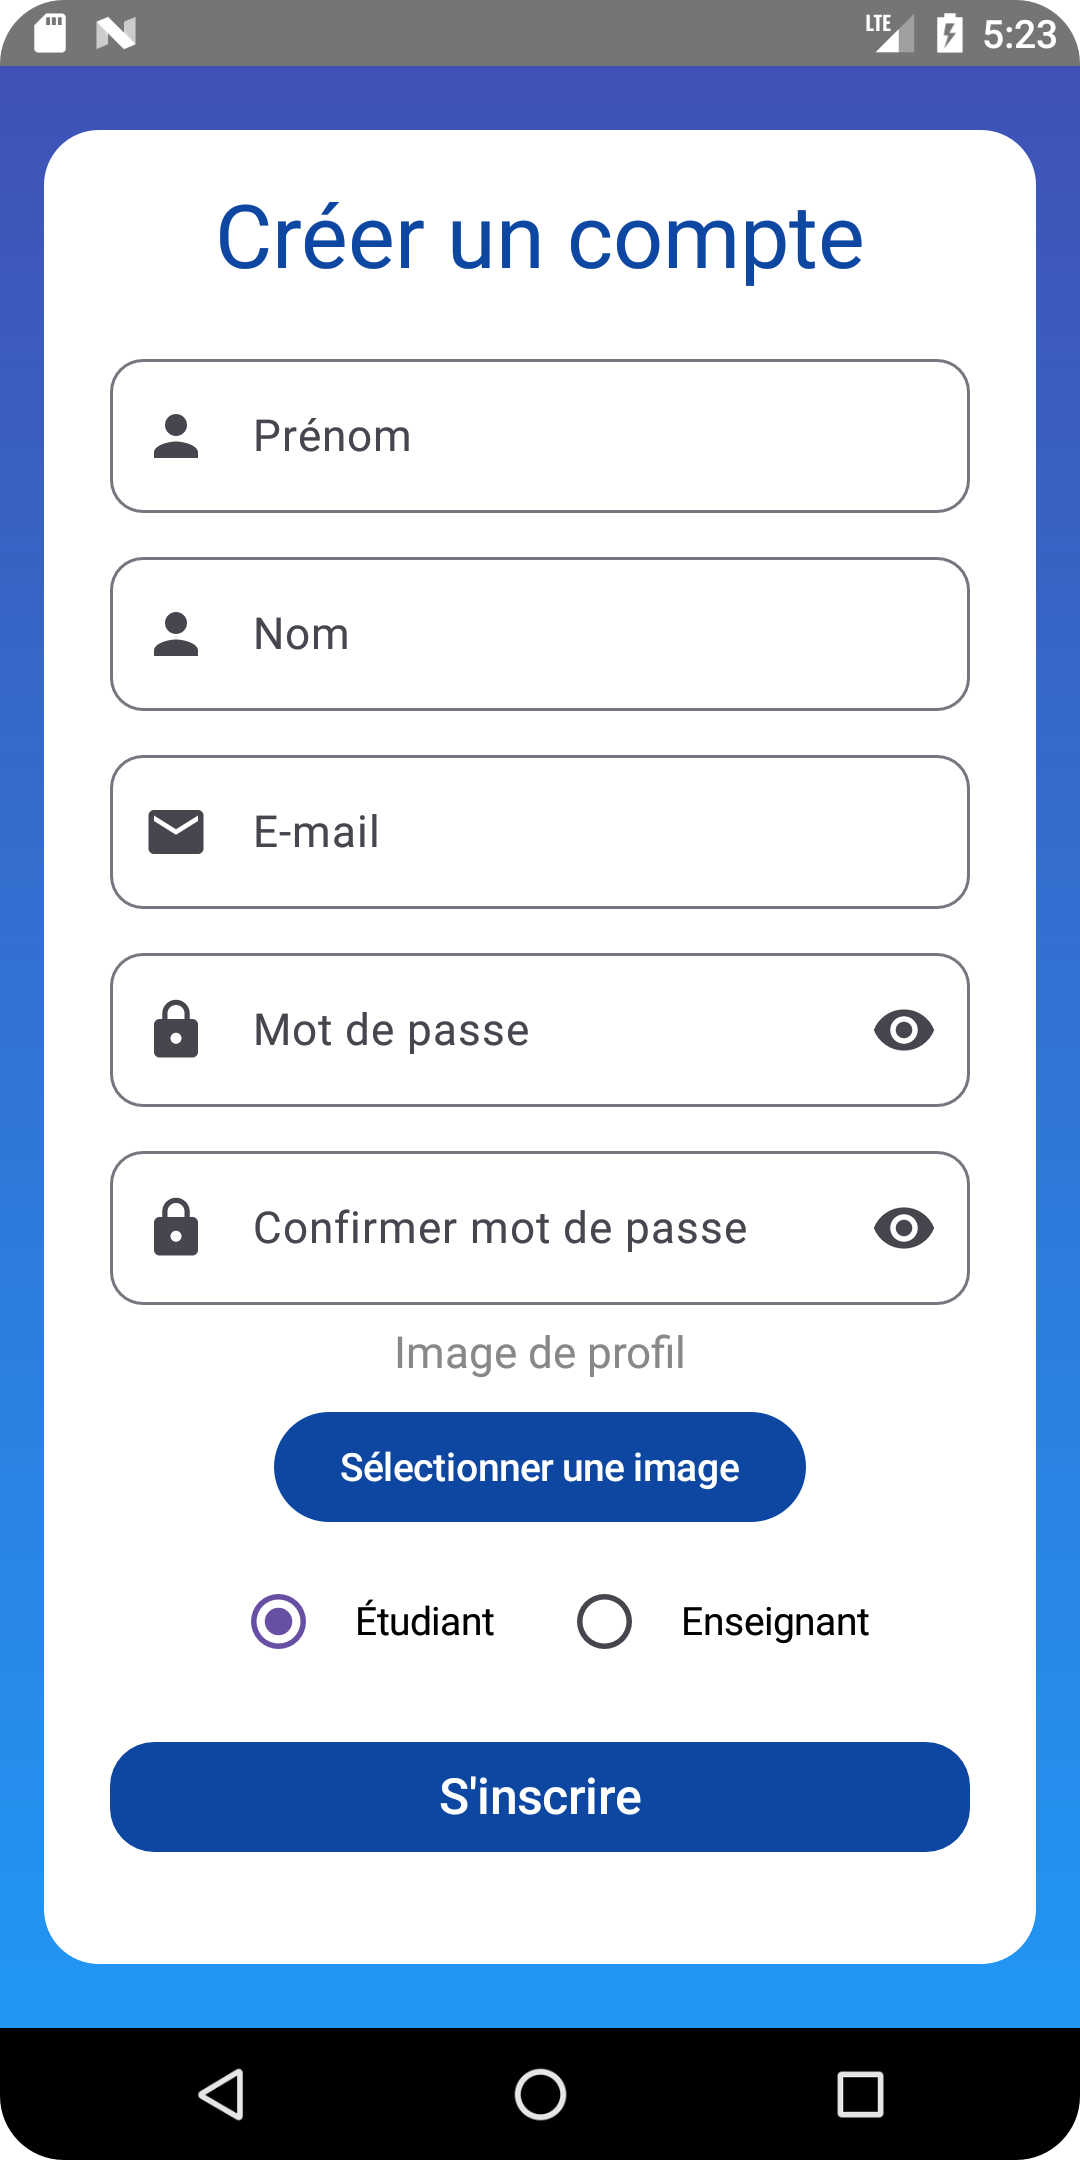 LTE 5:23
Créer un compte
Prénom
Nom
E-mail
Mot de passe
Confirmer mot de passe
Image de profil
Sélectionner une image
Étudiant Enseignant
S'inscrire